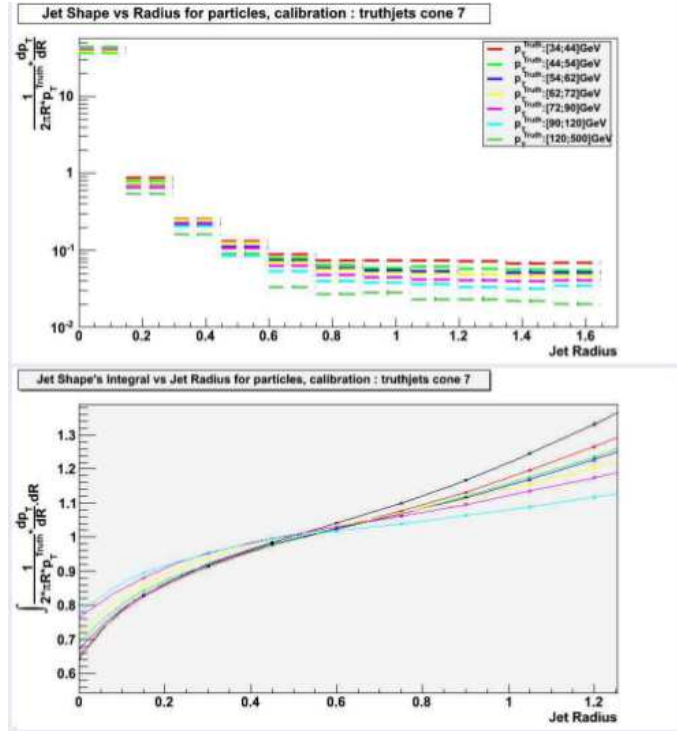 Jet Shape vs Radius for particles, calibration : truthjets cone 7
1 / 2πR*p_T^Truth * dp_T / dR
10
1
10^-1
10^-2
p_T^Truth:[34;44]GeV
p_T^Truth:[44;54]GeV
p_T^Truth:[54;62]GeV
p_T^Truth:[62;72]GeV
p_T^Truth:[72;90]GeV
p_T^Truth:[90;120]GeV
p_T^Truth:[120;500]GeV
0 0.2 0.4 0.6 0.8 1 1.2 1.4 1.6
Jet Radius
Jet Shape's Integral vs Jet Radius for particles, calibration : truthjets cone 7
∫ 1 / 2*πR*p_T^Truth * dp_T / dR .dR
1.3
1.2
1.1
1
0.9
0.8
0.7
0.6
0 0.2 0.4 0.6 0.8 1 1.2
Jet Radius